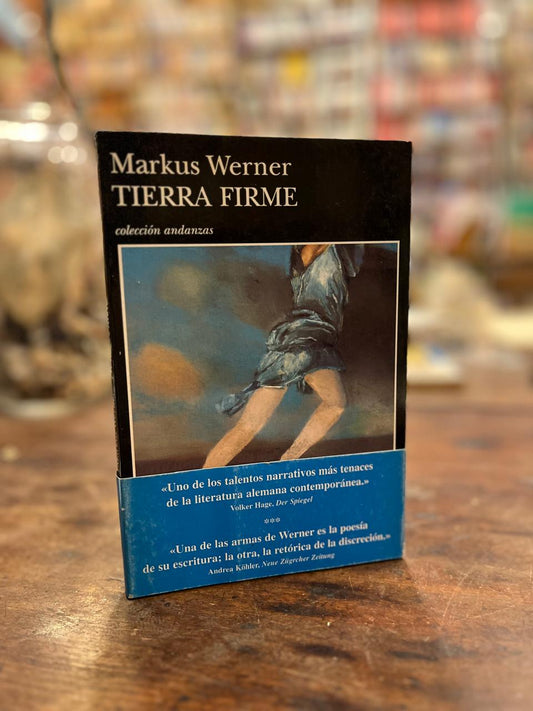 Markus Werner
TIERRA FIRME
colección andanzas
«Uno de los talentos narrativos más tenaces
de la literatura alemana contemporánea.»
Volker Hage, Der Spiegel
***
«Una de las armas de Werner es la poesía
de su escritura; la otra, la retórica de la discreción.»
Andrea Köhler, Neue Zügrcher Zeitung